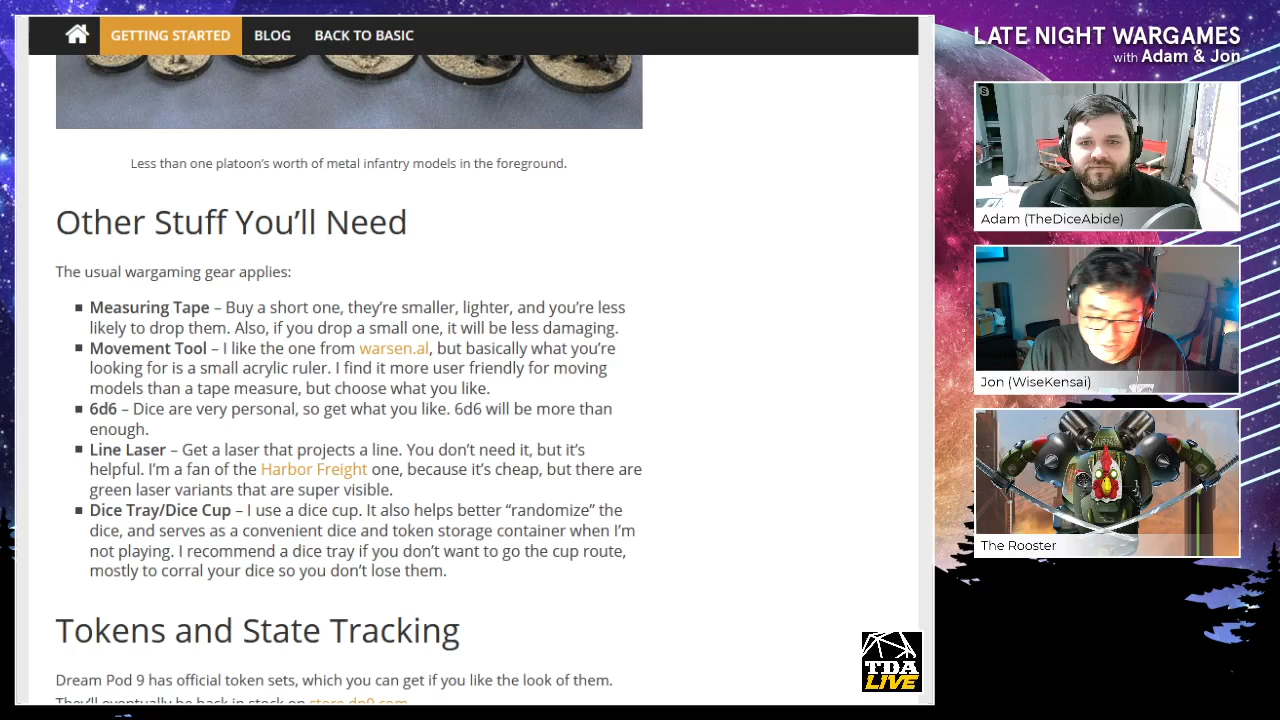 GETTING STARTED BLOG BACK TO BASIC
Less than one platoon's worth of metal infantry models in the foreground.
Other Stuff You'll Need
The usual wargaming gear applies:
Measuring Tape – Buy a short one, they're smaller, lighter, and you're less
likely to drop them. Also, if you drop a small one, it will be less damaging.
Movement Tool – I like the one from warsen.al, but basically what you're
looking for is a small acrylic ruler. I find it more user friendly for moving
models than a tape measure, but choose what you like.
6d6 – Dice are very personal, so get what you like. 6d6 will be more than
enough.
Line Laser – Get a laser that projects a line. You don't need it, but it's
helpful. I'm a fan of the Harbor Freight one, because it's cheap, but there are
green laser variants that are super visible.
Dice Tray/Dice Cup – I use a dice cup. It also helps better “randomize” the
dice, and serves as a convenient dice and token storage container when I'm
not playing. I recommend a dice tray if you don't want to go the cup route,
mostly to corral your dice so you don't lose them.
Tokens and State Tracking
Dream Pod 9 has official token sets, which you can get if you like the look of them.
They'll eventually be back in stock on store.dp9.com
LATE NIGHT WARGAMES
with Adam & Jon
Adam (TheDiceAbide)
Jon (WiseKensai)
The Rooster
TDA
LIVE